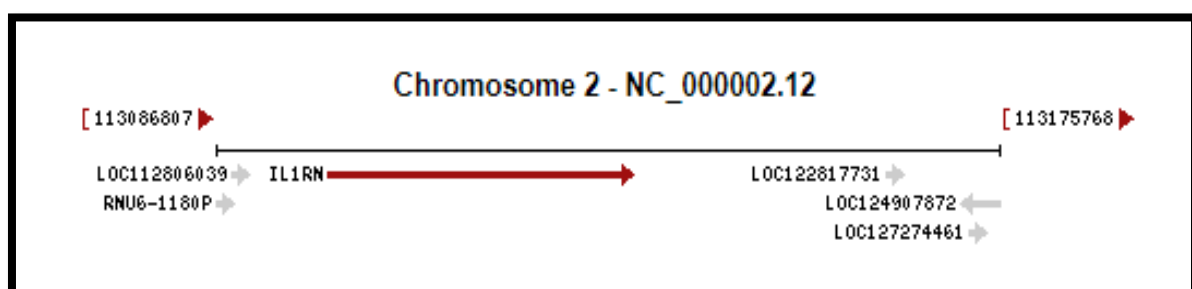 Chromosome 2 - NC_000002.12
[113086807
[113175768
LOC112806039
IL1RN
LOC122817731
RNU6-1180P
LOC124907872
LOC127274461